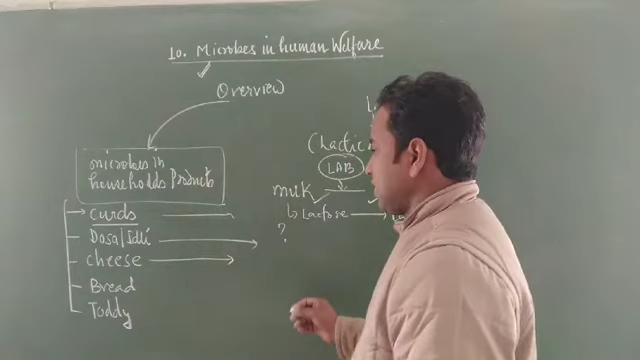 10. Microbes in human Welfare
Overview
microbes in
households Products
curds
Dosa/Idli
cheese
Bread
Toddy
L
(Lactic
LAB
Milk
Lactose
?